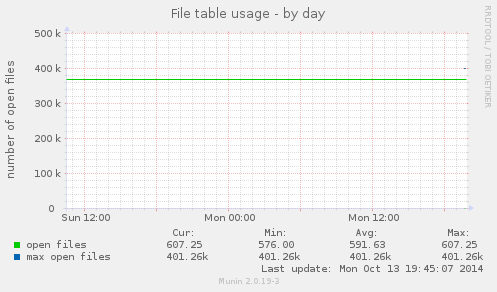 File table usage - by day
RRDTOOL / TOBI OETIKER
number of open files
500 k
400 k
300 k
200 k
100 k
0
Sun 12:00 Mon 00:00 Mon 12:00
Cur: Min: Avg: Max:
open files 607.25 576.00 591.63 607.25
max open files 401.26k 401.26k 401.26k 401.26k
Last update: Mon Oct 13 19:45:07 2014
Munin 2.0.19-3